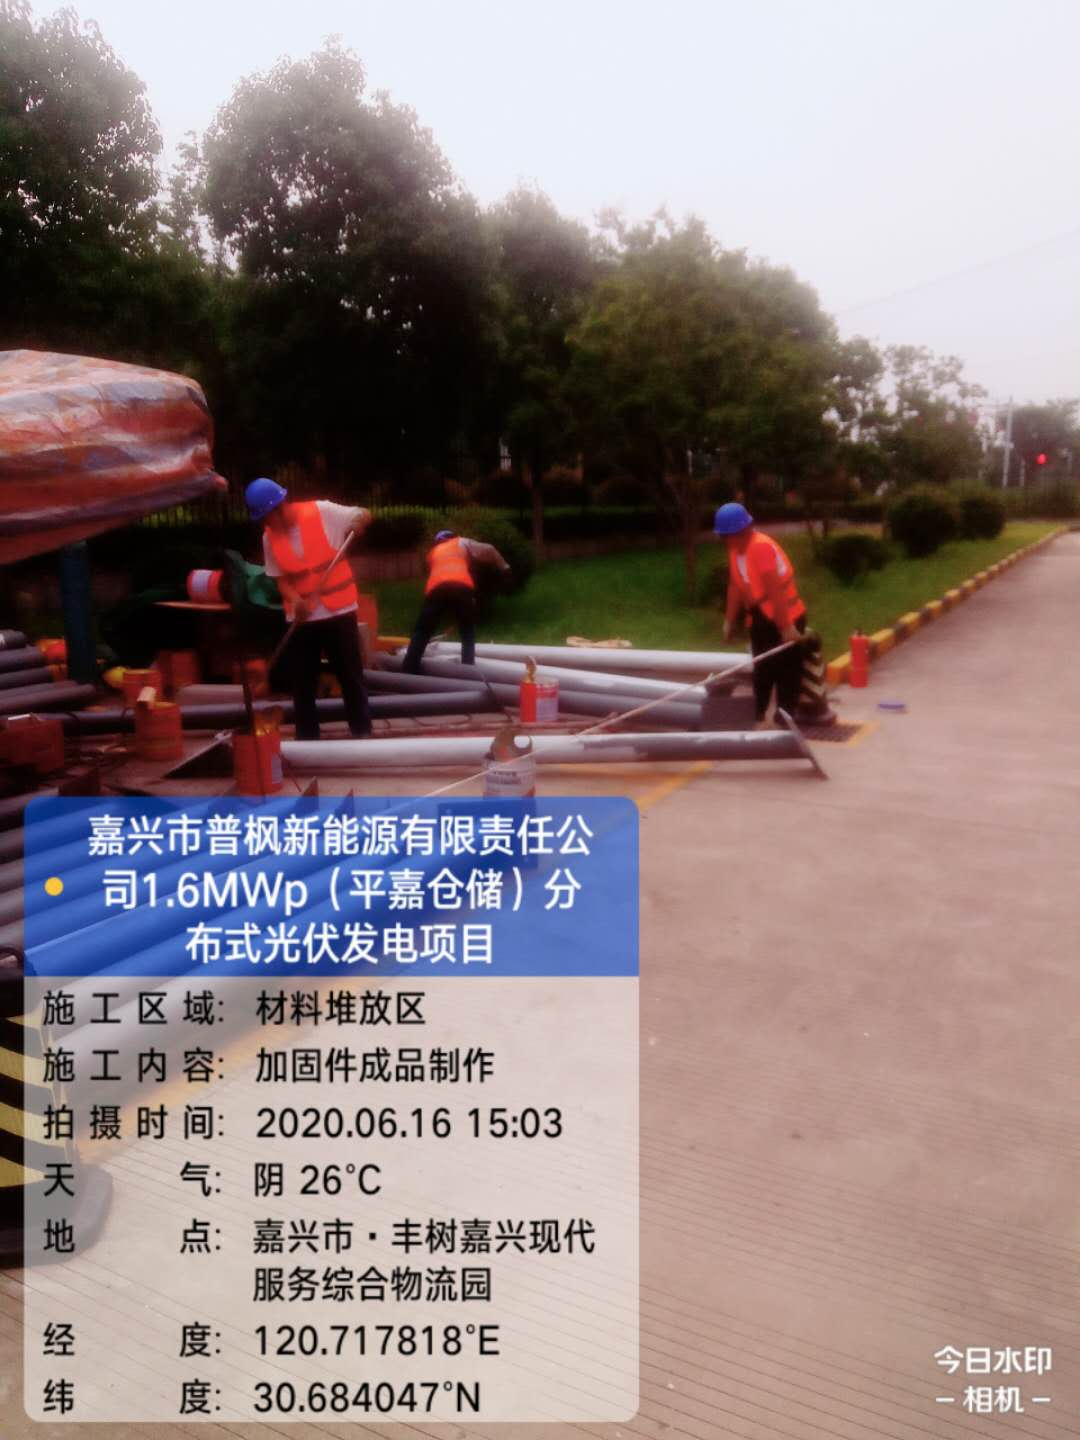 嘉兴市普枫新能源有限责任公
司1.6MWp（平嘉仓储）分
布式光伏发电项目
施工区域: 材料堆放区
施工内容: 加固件成品制作
拍摄时间: 2020.06.16 15:03
天气: 阴 26°C
地点: 嘉兴市·丰树嘉兴现代
服务综合物流园
经度: 120.717818°E
纬度: 30.684047°N
今日水印
-相机-